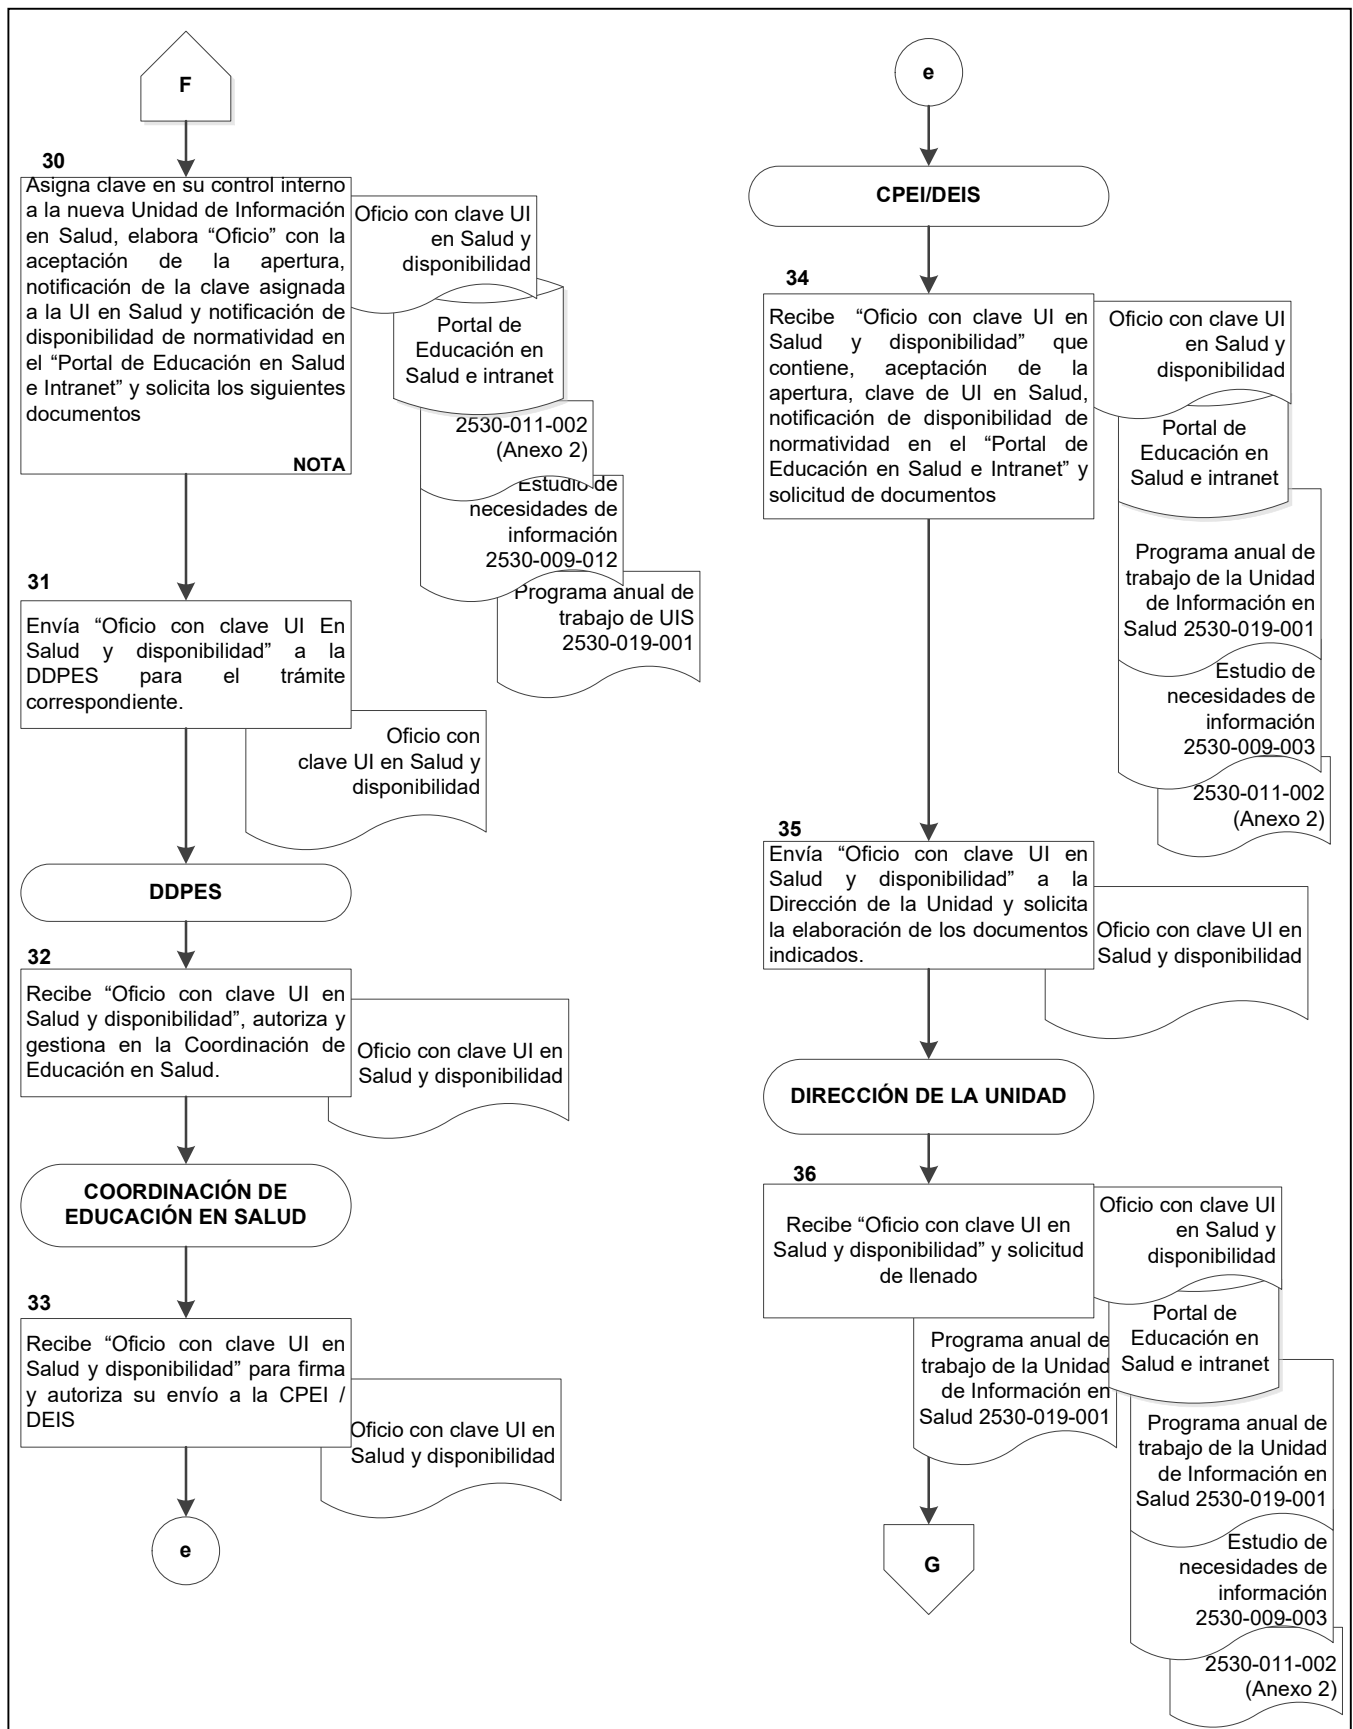 F
30
Asigna clave en su control interno
a la nueva Unidad de Información
en Salud, elabora “Oficio” con la
aceptación de la apertura,
notificación de la clave asignada
a la UI en Salud y notificación de
disponibilidad de normatividad en
el “Portal de Educación en Salud
e Intranet” y solicita los siguientes
documentos
NOTA
Oficio con clave UI
en Salud y
disponibilidad
Portal de
Educación en
Salud e intranet
2530-011-002
(Anexo 2)
Estudio de
necesidades de
información
2530-009-012
Programa anual de
trabajo de UIS
2530-019-001
31
Envía “Oficio con clave UI En
Salud y disponibilidad” a la
DDPES para el trámite
correspondiente.
Oficio con
clave UI en Salud y
disponibilidad
DDPES
32
Recibe “Oficio con clave UI en
Salud y disponibilidad”, autoriza y
gestiona en la Coordinación de
Educación en Salud.
Oficio con clave UI en
Salud y disponibilidad
COORDINACIÓN DE
EDUCACIÓN EN SALUD
33
Recibe “Oficio con clave UI en
Salud y disponibilidad” para firma
y autoriza su envío a la CPEI /
DEIS
Oficio con clave UI en
Salud y disponibilidad
e
e
CPEI/DEIS
34
Recibe “Oficio con clave UI en
Salud y disponibilidad” que
contiene, aceptación de la
apertura, clave de UI en Salud,
notificación de disponibilidad de
normatividad en el “Portal de
Educación en Salud e Intranet” y
solicitud de documentos
Oficio con clave UI
en Salud y
disponibilidad
Portal de
Educación en
Salud e intranet
Programa anual de
trabajo de la Unidad
de Información en
Salud 2530-019-001
Estudio de
necesidades de
información
2530-009-003
2530-011-002
(Anexo 2)
35
Envía “Oficio con clave UI en
Salud y disponibilidad” a la
Dirección de la Unidad y solicita
la elaboración de los documentos
indicados.
Oficio con clave UI en
Salud y disponibilidad
DIRECCIÓN DE LA UNIDAD
36
Recibe “Oficio con clave UI en
Salud y disponibilidad” y solicitud
de llenado
Oficio con clave UI
en Salud y
disponibilidad
Portal de
Educación en
Salud e intranet
Programa anual de
trabajo de la Unidad
de Información en
Salud 2530-019-001
Programa anual de
trabajo de la Unidad
de Información en
Salud 2530-019-001
Estudio de
necesidades de
información
2530-009-003
2530-011-002
(Anexo 2)
G